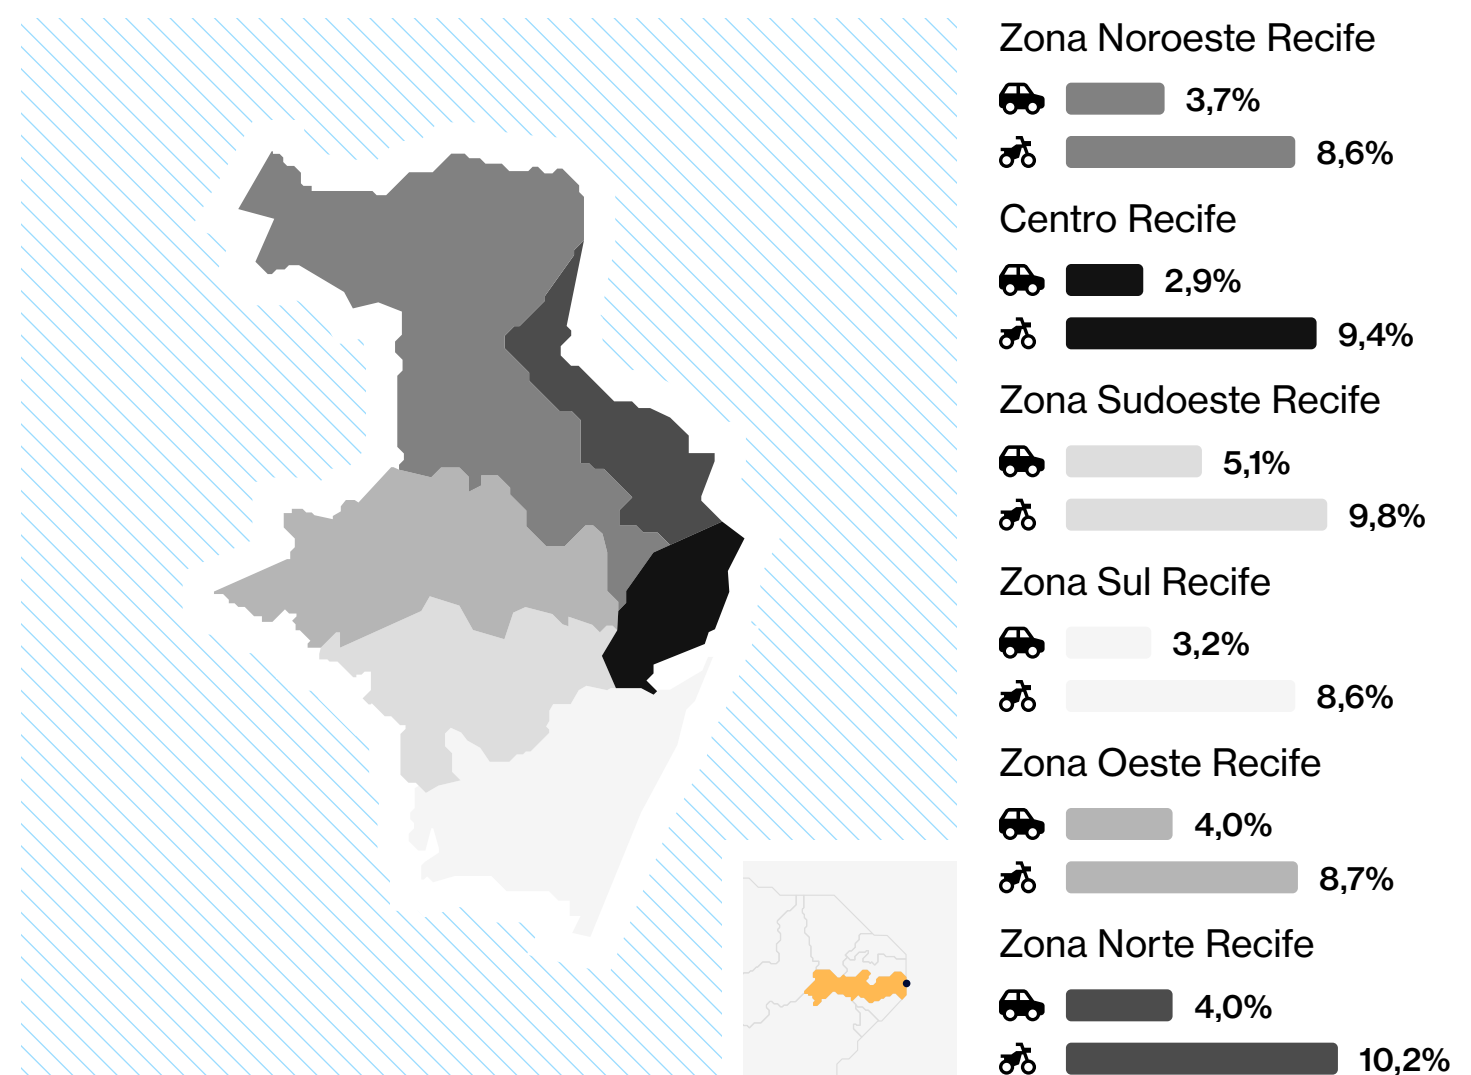 Zona Noroeste Recife
3,7%
8,6%
Centro Recife
2,9%
9,4%
Zona Sudoeste Recife
5,1%
9,8%
Zona Sul Recife
3,2%
8,6%
Zona Oeste Recife
4,0%
8,7%
Zona Norte Recife
4,0%
10,2%